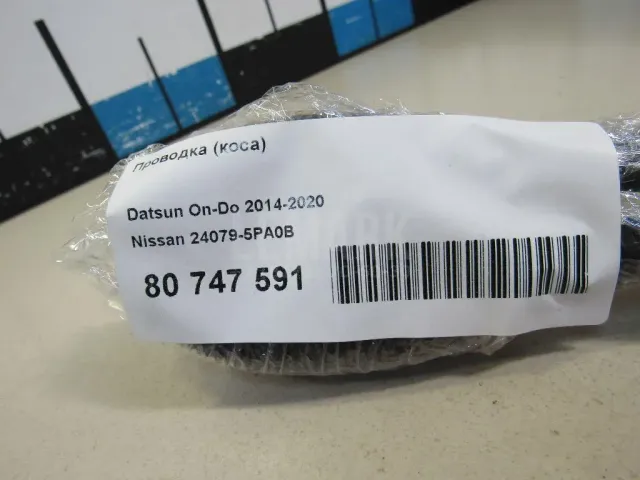 Проводка (коса)
Datsun On-Do 2014-2020
Nissan 24079-5PA0B
80 747 591